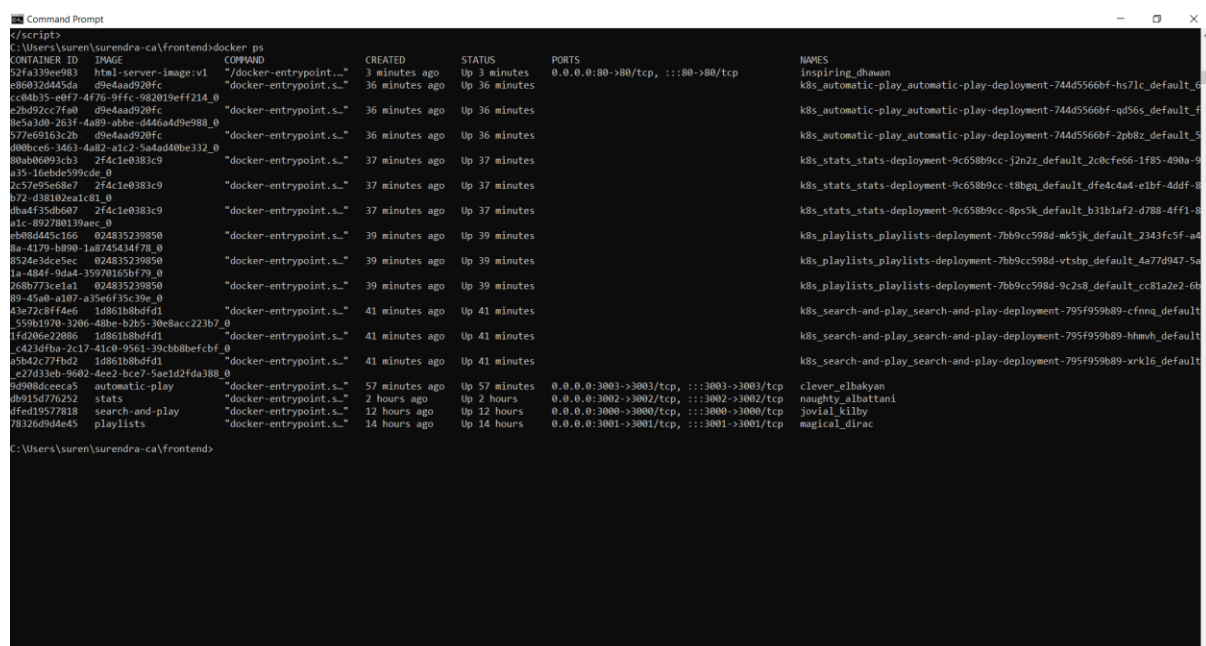 Command Prompt
</script>
C:\Users\suren\surendra-ca\frontend>docker ps
CONTAINER ID   IMAGE   COMMAND   CREATED   STATUS   PORTS   NAMES
52fa339ee983   html-server-image:v1   "/docker-entrypoint.…"   3 minutes ago   Up 3 minutes   0.0.0.0:80->80/tcp, :::80->80/tcp   inspiring_dhawan
e86032d445da   d9e4aad920fc   "docker-entrypoint.s…"   36 minutes ago   Up 36 minutes   k8s_automatic-play_automatic-play-deployment-744d5566bf-hs7lc_default_6
cc04b35-e0f7-4f76-9ffc-982019eff214_0
e2bd92cc7fa0   d9e4aad920fc   "docker-entrypoint.s…"   36 minutes ago   Up 36 minutes   k8s_automatic-play_automatic-play-deployment-744d5566bf-qd56s_default_f
8e5a3d0-263f-4a89-abbe-d446a4d9e988_0
577e69163c2b   d9e4aad920fc   "docker-entrypoint.s…"   36 minutes ago   Up 36 minutes   k8s_automatic-play_automatic-play-deployment-744d5566bf-2pb8z_default_5
d00bce6-3463-4a82-a1c2-5a4ad40be332_0
80ab06093cb3   2f4c1e0383c9   "docker-entrypoint.s…"   37 minutes ago   Up 37 minutes   k8s_stats_stats-deployment-9c658b9cc-j2n2z_default_2c0cfe66-1f85-490a-9
a35-16ebde599cde_0
2c57e95e68e7   2f4c1e0383c9   "docker-entrypoint.s…"   37 minutes ago   Up 37 minutes   k8s_stats_stats-deployment-9c658b9cc-t8bgq_default_dfe4c4a4-e1bf-4ddf-8
b72-d38102ea1c81_0
dba4f35db607   2f4c1e0383c9   "docker-entrypoint.s…"   37 minutes ago   Up 37 minutes   k8s_stats_stats-deployment-9c658b9cc-8ps5k_default_b31b1af2-d788-4ff1-8
a1c-892780139aec_0
eb08d445c166   024835239850   "docker-entrypoint.s…"   39 minutes ago   Up 39 minutes   k8s_playlists_playlists-deployment-7bb9cc598d-mk5jk_default_2343fc5f-a4
8a-4179-b890-1a8745434f78_0
8524e3dce5ec   024835239850   "docker-entrypoint.s…"   39 minutes ago   Up 39 minutes   k8s_playlists_playlists-deployment-7bb9cc598d-vtsbp_default_4a77d947-5a
1a-484f-9da4-35970165bf79_0
268b773ce1a1   024835239850   "docker-entrypoint.s…"   39 minutes ago   Up 39 minutes   k8s_playlists_playlists-deployment-7bb9cc598d-9c2s8_default_cc81a2e2-6b
89-45a0-a107-a35e6f35c39e_0
43e72c8ff4e6   1d861b8bdfd1   "docker-entrypoint.s…"   41 minutes ago   Up 41 minutes   k8s_search-and-play_search-and-play-deployment-795f959b89-cfnnq_default
_559b1970-3206-48be-b2b5-30e8acc223b7_0
1fd206e22086   1d861b8bdfd1   "docker-entrypoint.s…"   41 minutes ago   Up 41 minutes   k8s_search-and-play_search-and-play-deployment-795f959b89-hhmvh_default
_c423dfba-2c17-41c0-9561-39cbb8befcbf_0
a5b42c77fbd2   1d861b8bdfd1   "docker-entrypoint.s…"   41 minutes ago   Up 41 minutes   k8s_search-and-play_search-and-play-deployment-795f959b89-xrkl6_default
_e27d33eb-9602-4ee2-bce7-5ae1d2fda388_0
9d908dceeca5   automatic-play   "docker-entrypoint.s…"   57 minutes ago   Up 57 minutes   0.0.0.0:3003->3003/tcp, :::3003->3003/tcp   clever_elbakyan
db915d776252   stats   "docker-entrypoint.s…"   2 hours ago   Up 2 hours   0.0.0.0:3002->3002/tcp, :::3002->3002/tcp   naughty_albattani
dfed19577818   search-and-play   "docker-entrypoint.s…"   12 hours ago   Up 12 hours   0.0.0.0:3000->3000/tcp, :::3000->3000/tcp   jovial_kilby
78326d9d4e45   playlists   "docker-entrypoint.s…"   14 hours ago   Up 14 hours   0.0.0.0:3001->3001/tcp, :::3001->3001/tcp   magical_dirac
C:\Users\suren\surendra-ca\frontend>